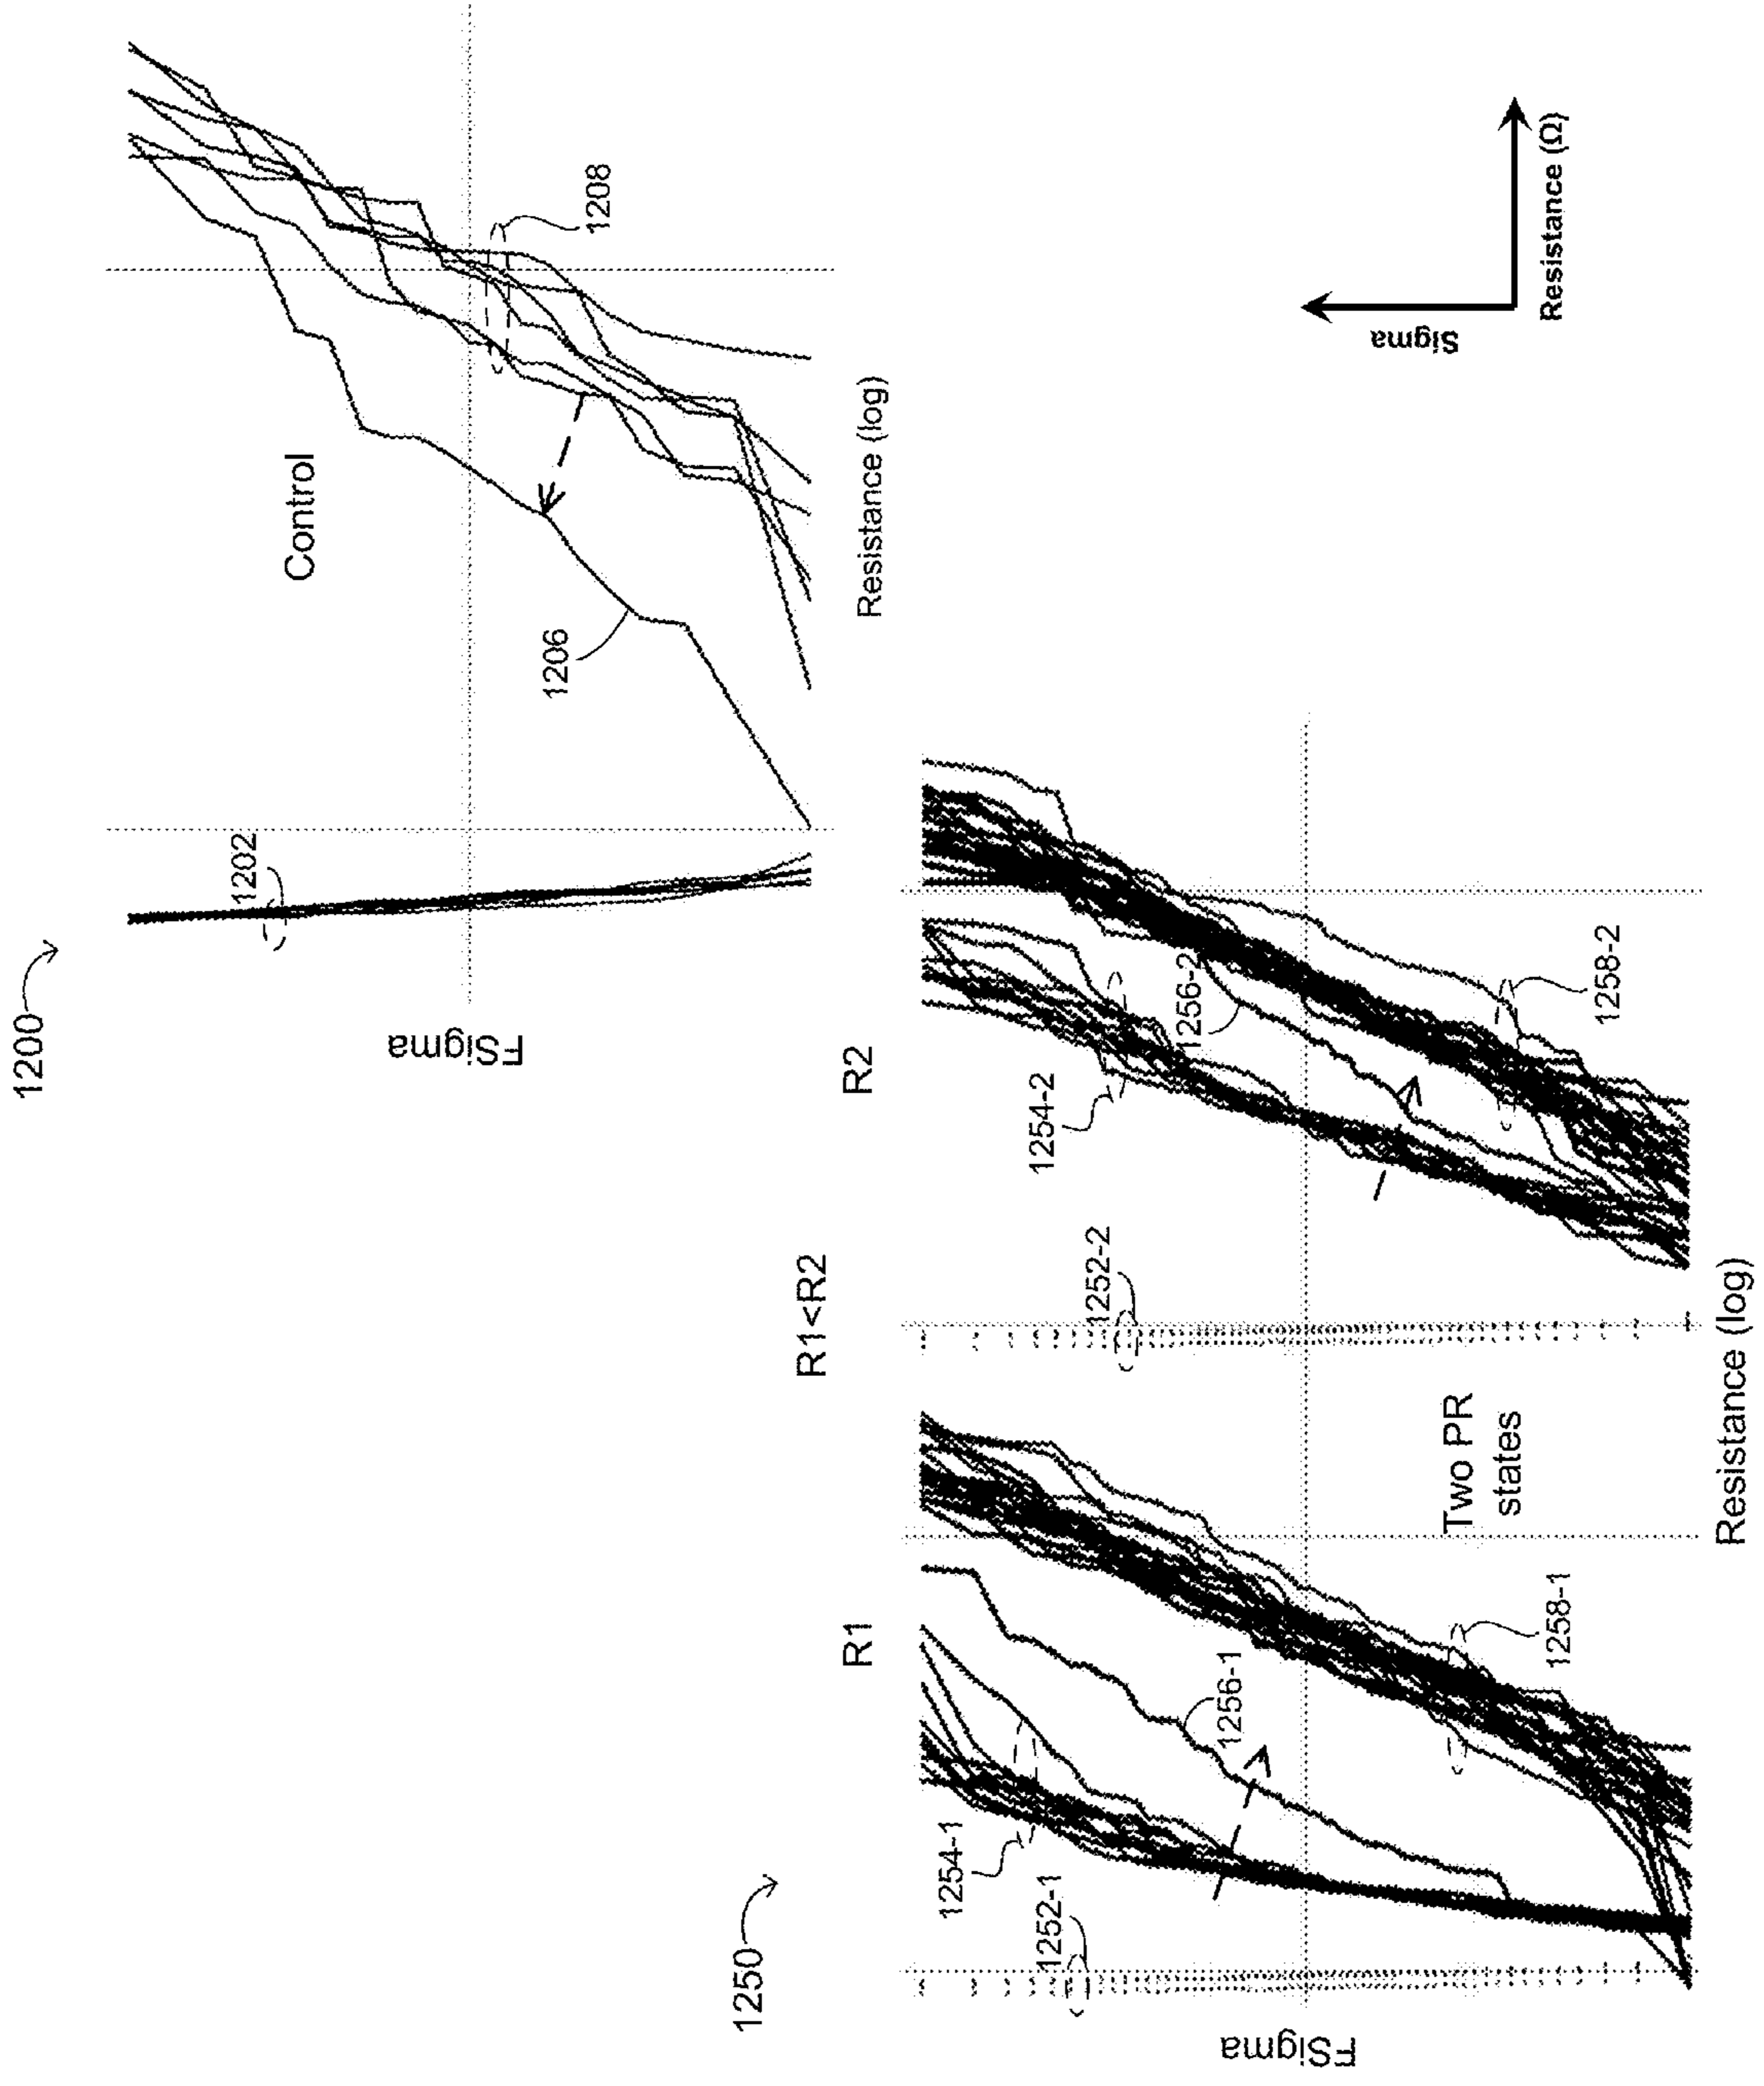 1200
Control
1202
1206
1208
FSigma
Resistance (log)
1250
R1<R2
R1
R2
1252-1
1254-1
1256-1
1258-1
1252-2
1254-2
1256-2
1258-2
Two PR
states
FSigma
Resistance (log)
Sigma
Resistance (Ω)